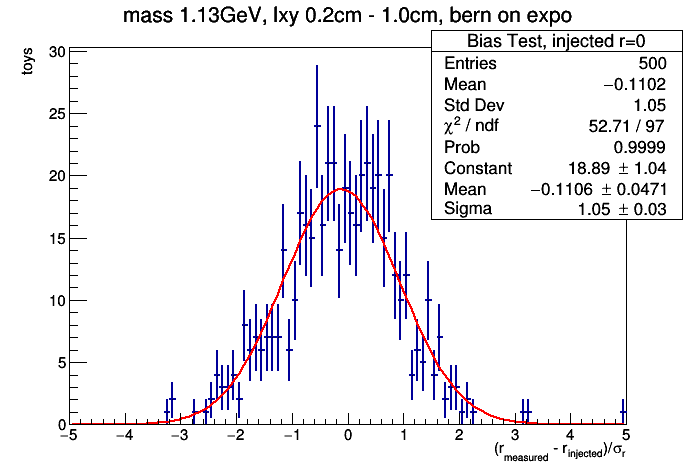 mass 1.13GeV, lxy 0.2cm - 1.0cm, bern on expo
Bias Test, injected r=0
Entries 500
Mean −0.1102
Std Dev 1.05
χ² / ndf 52.71 / 97
Prob 0.9999
Constant 18.89 ± 1.04
Mean −0.1106 ± 0.0471
Sigma 1.05 ± 0.03
toys
30
25
20
15
10
5
0
−5 −4 −3 −2 −1 0 1 2 3 4 5
(r_measured - r_injected)/σ_r